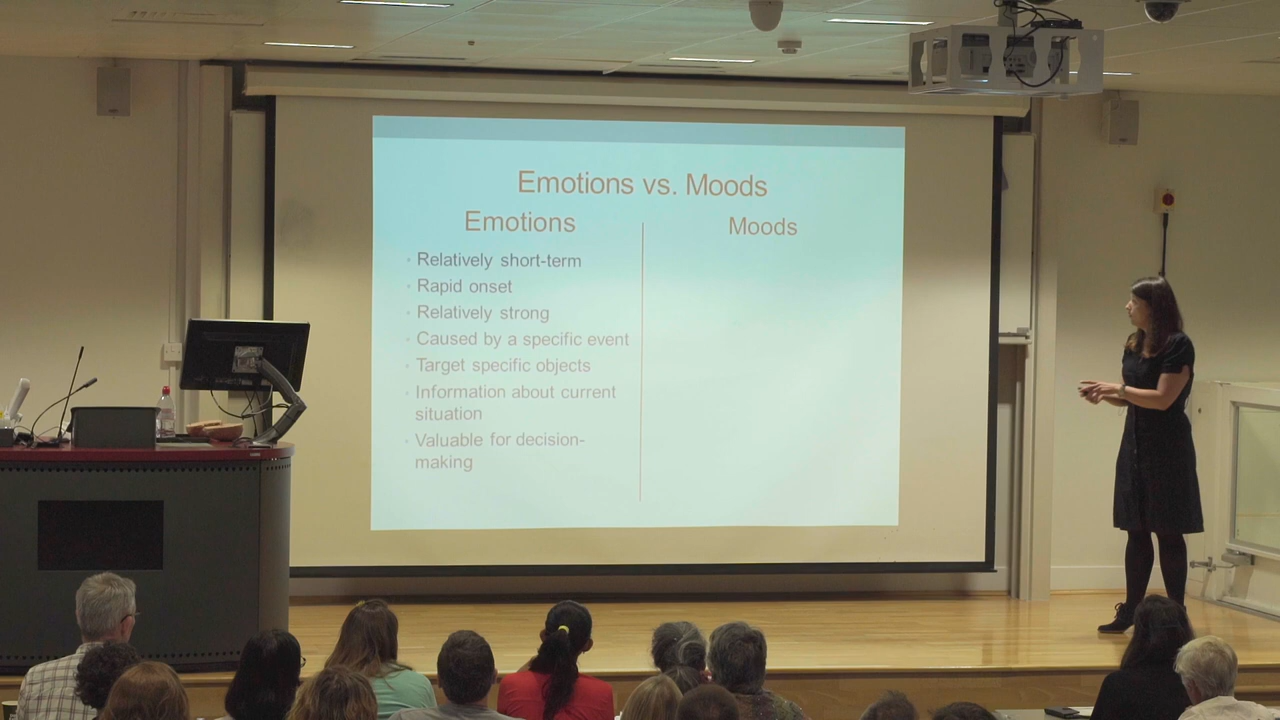 Emotions vs. Moods
Emotions
Relatively short-term
Rapid onset
Relatively strong
Caused by a specific event
Target specific objects
Information about current
situation
Valuable for decision-
making
Moods